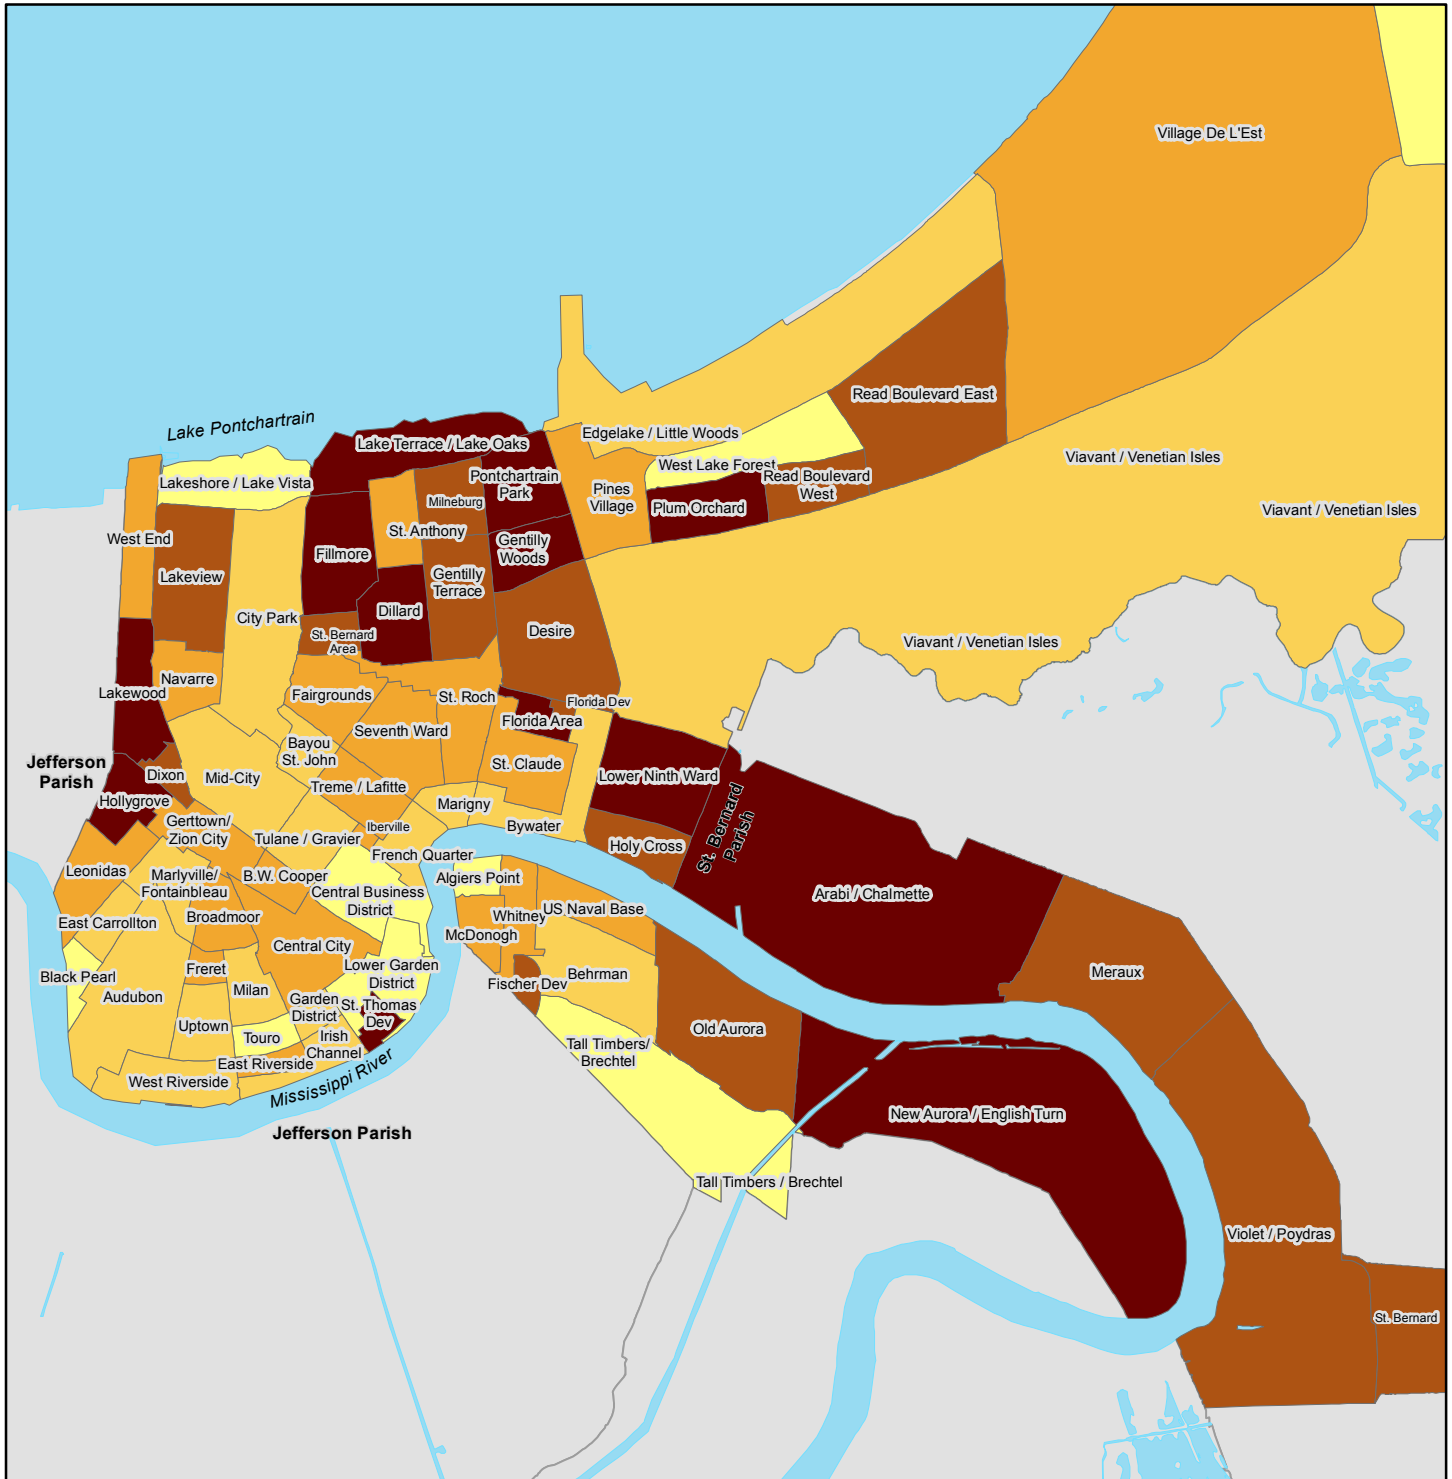 Village De L'Est
Read Boulevard East
Lake Pontchartrain
Edgelake / Little Woods
Lake Terrace / Lake Oaks
Viavant / Venetian Isles
West Lake Forest
Lakeshore / Lake Vista
Pontchartrain
Park
Read Boulevard
West
Pines
Village
Milneburg
Plum Orchard
Viavant / Venetian Isles
St. Anthony
West End
Gentilly
Woods
Fillmore
Lakeview
Gentilly
Terrace
Dillard
City Park
Desire
St. Bernard
Area
Viavant / Venetian Isles
Navarre
Lakewood
Fairgrounds
St. Roch
Florida Dev
Florida Area
Seventh Ward
Bayou
St. John
Jefferson
Parish
St. Claude
Dixon
Mid-City
Lower Ninth Ward
Treme / Lafitte
Hollygrove
Marigny
St. Bernard
Parish
Gerttown/
Zion City
Iberville
Bywater
Tulane / Gravier
Holy Cross
French Quarter
Leonidas
Marlyville/
Fontainbleau
B.W. Cooper
Algiers Point
Central Business
District
Arabi / Chalmette
US Naval Base
Whitney
Broadmoor
East Carrollton
McDonogh
Central City
Lower Garden
District
Freret
Black Pearl
Behrman
Meraux
Fischer Dev
Milan
Audubon
Garden
District
St. Thomas
Dev
Uptown
Old Aurora
Touro
Irish
Channel
Tall Timbers/
Brechtel
East Riverside
West Riverside
Mississippi River
New Aurora / English Turn
Jefferson Parish
Tall Timbers / Brechtel
Violet / Poydras
St. Bernard